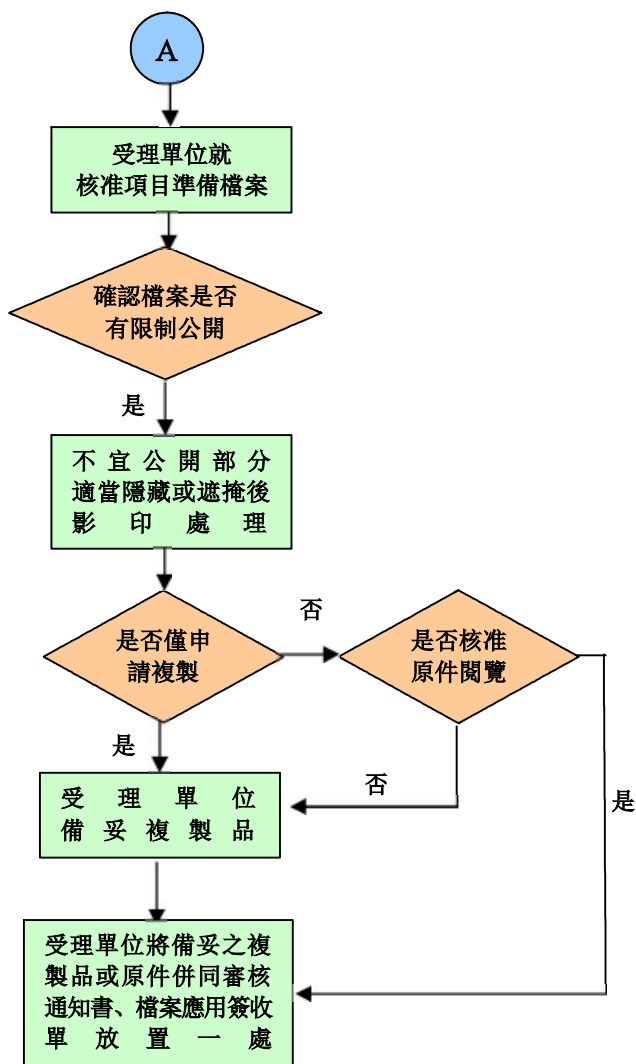 A
受理單位就
核准項目準備檔案
確認檔案是否
有限制公開
是
不宜公開部分
適當隱藏或遮掩後
影印處理
是否僅申
請複製
否
是否核准
原件閱覽
是
否
是
受理單位
備妥複製品
受理單位將備妥之複
製品或原件併同審核
通知書、檔案應用簽收
單放置一處